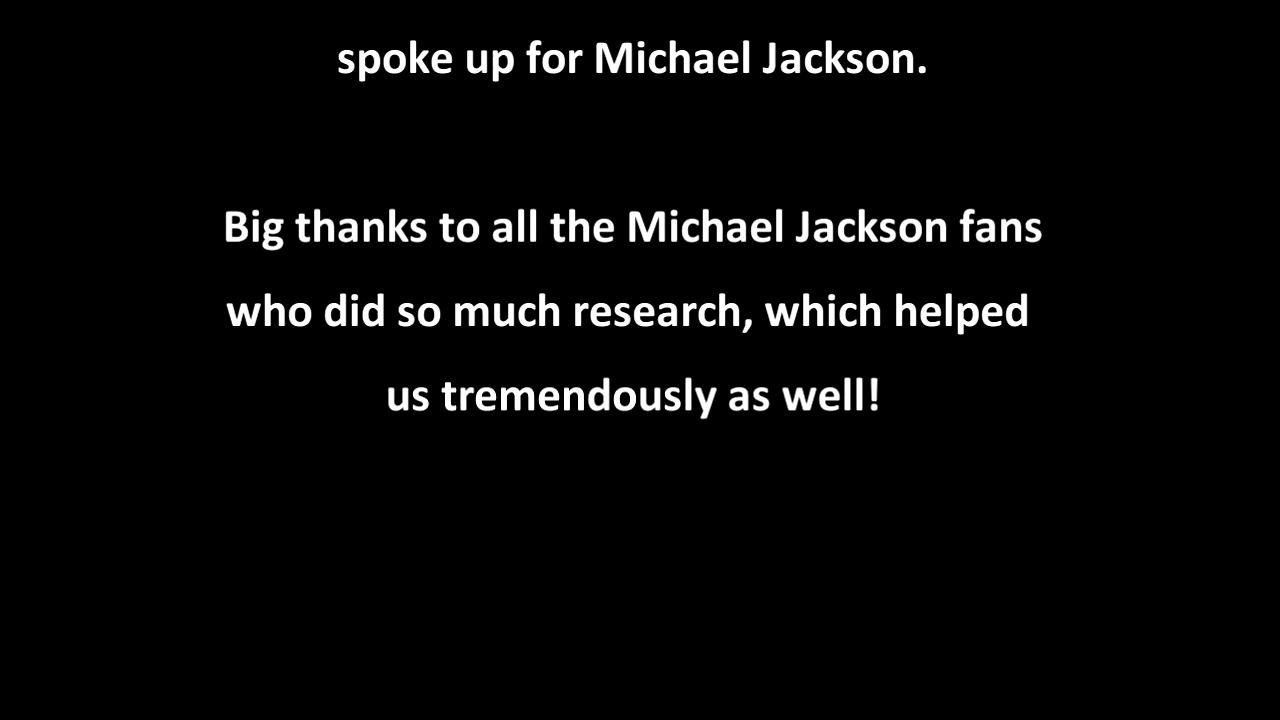 spoke up for Michael Jackson.
Big thanks to all the Michael Jackson fans
who did so much research, which helped
us tremendously as well!